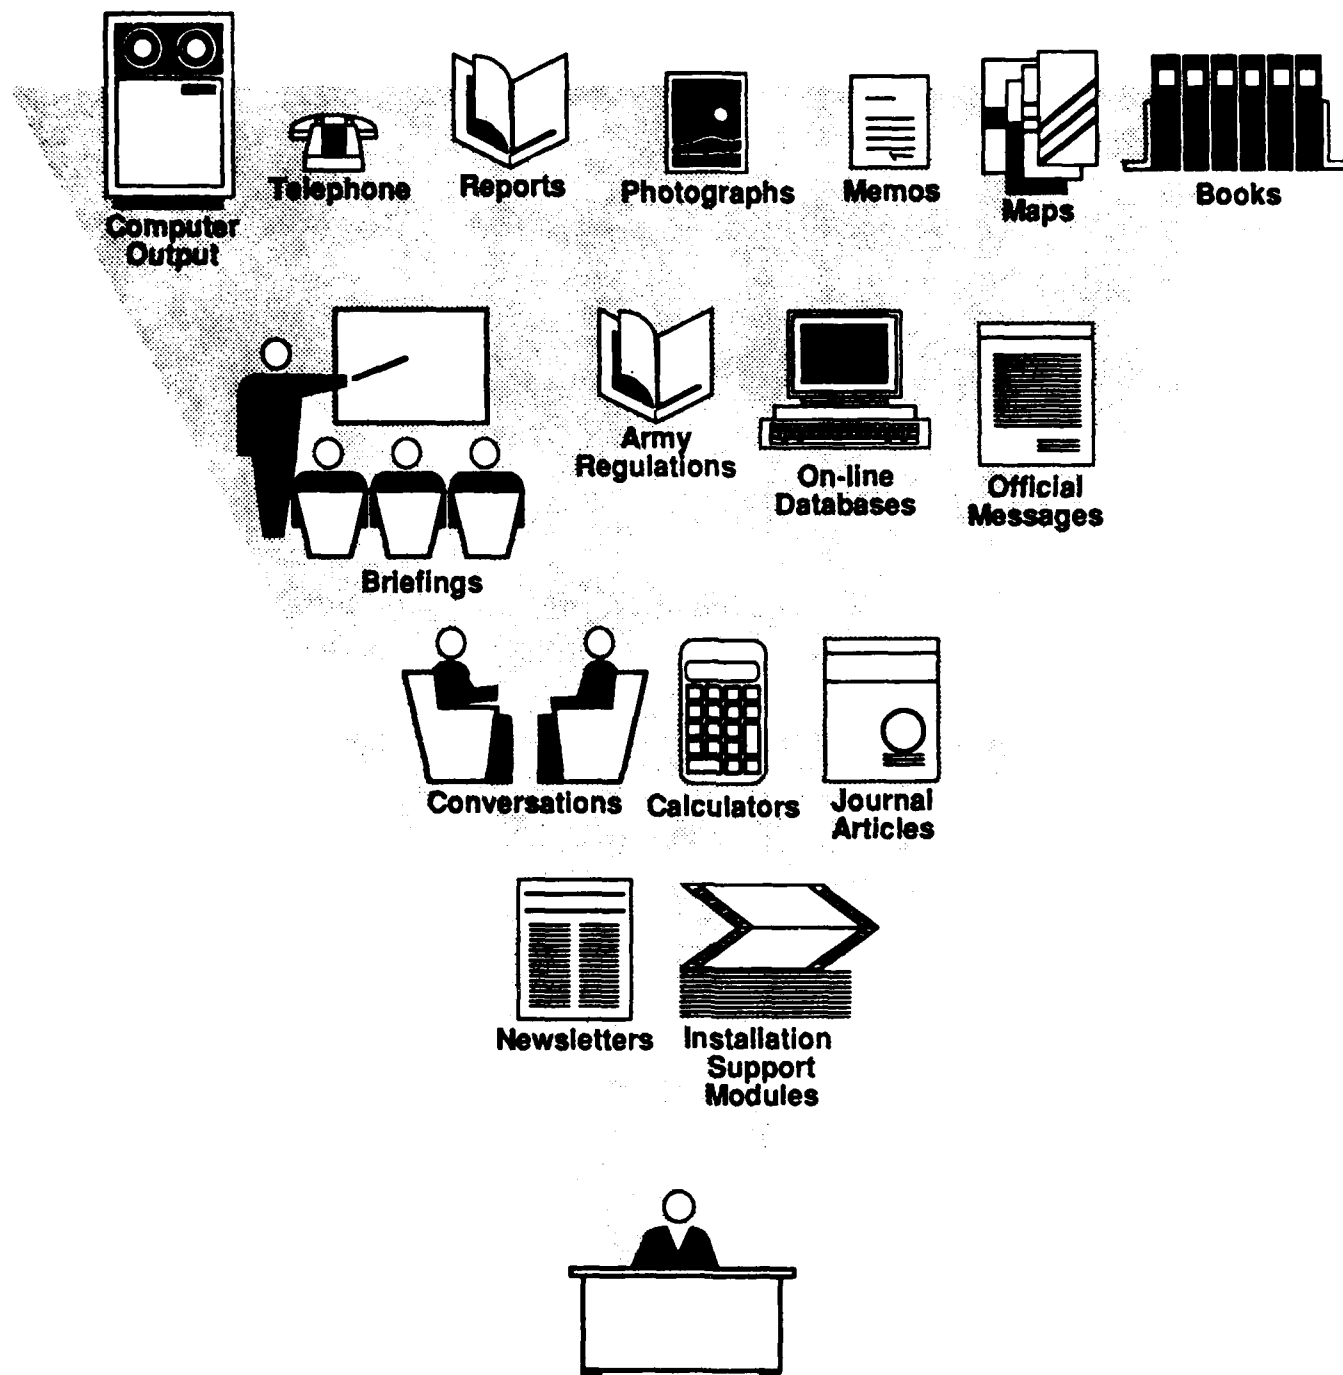 Telephone
Reports
Photographs
Memos
Maps
Books
Computer
Output
Briefings
Army
Regulations
On-line
Databases
Official
Messages
Conversations
Calculators
Journal
Articles
Newsletters
Installation
Support
Modules